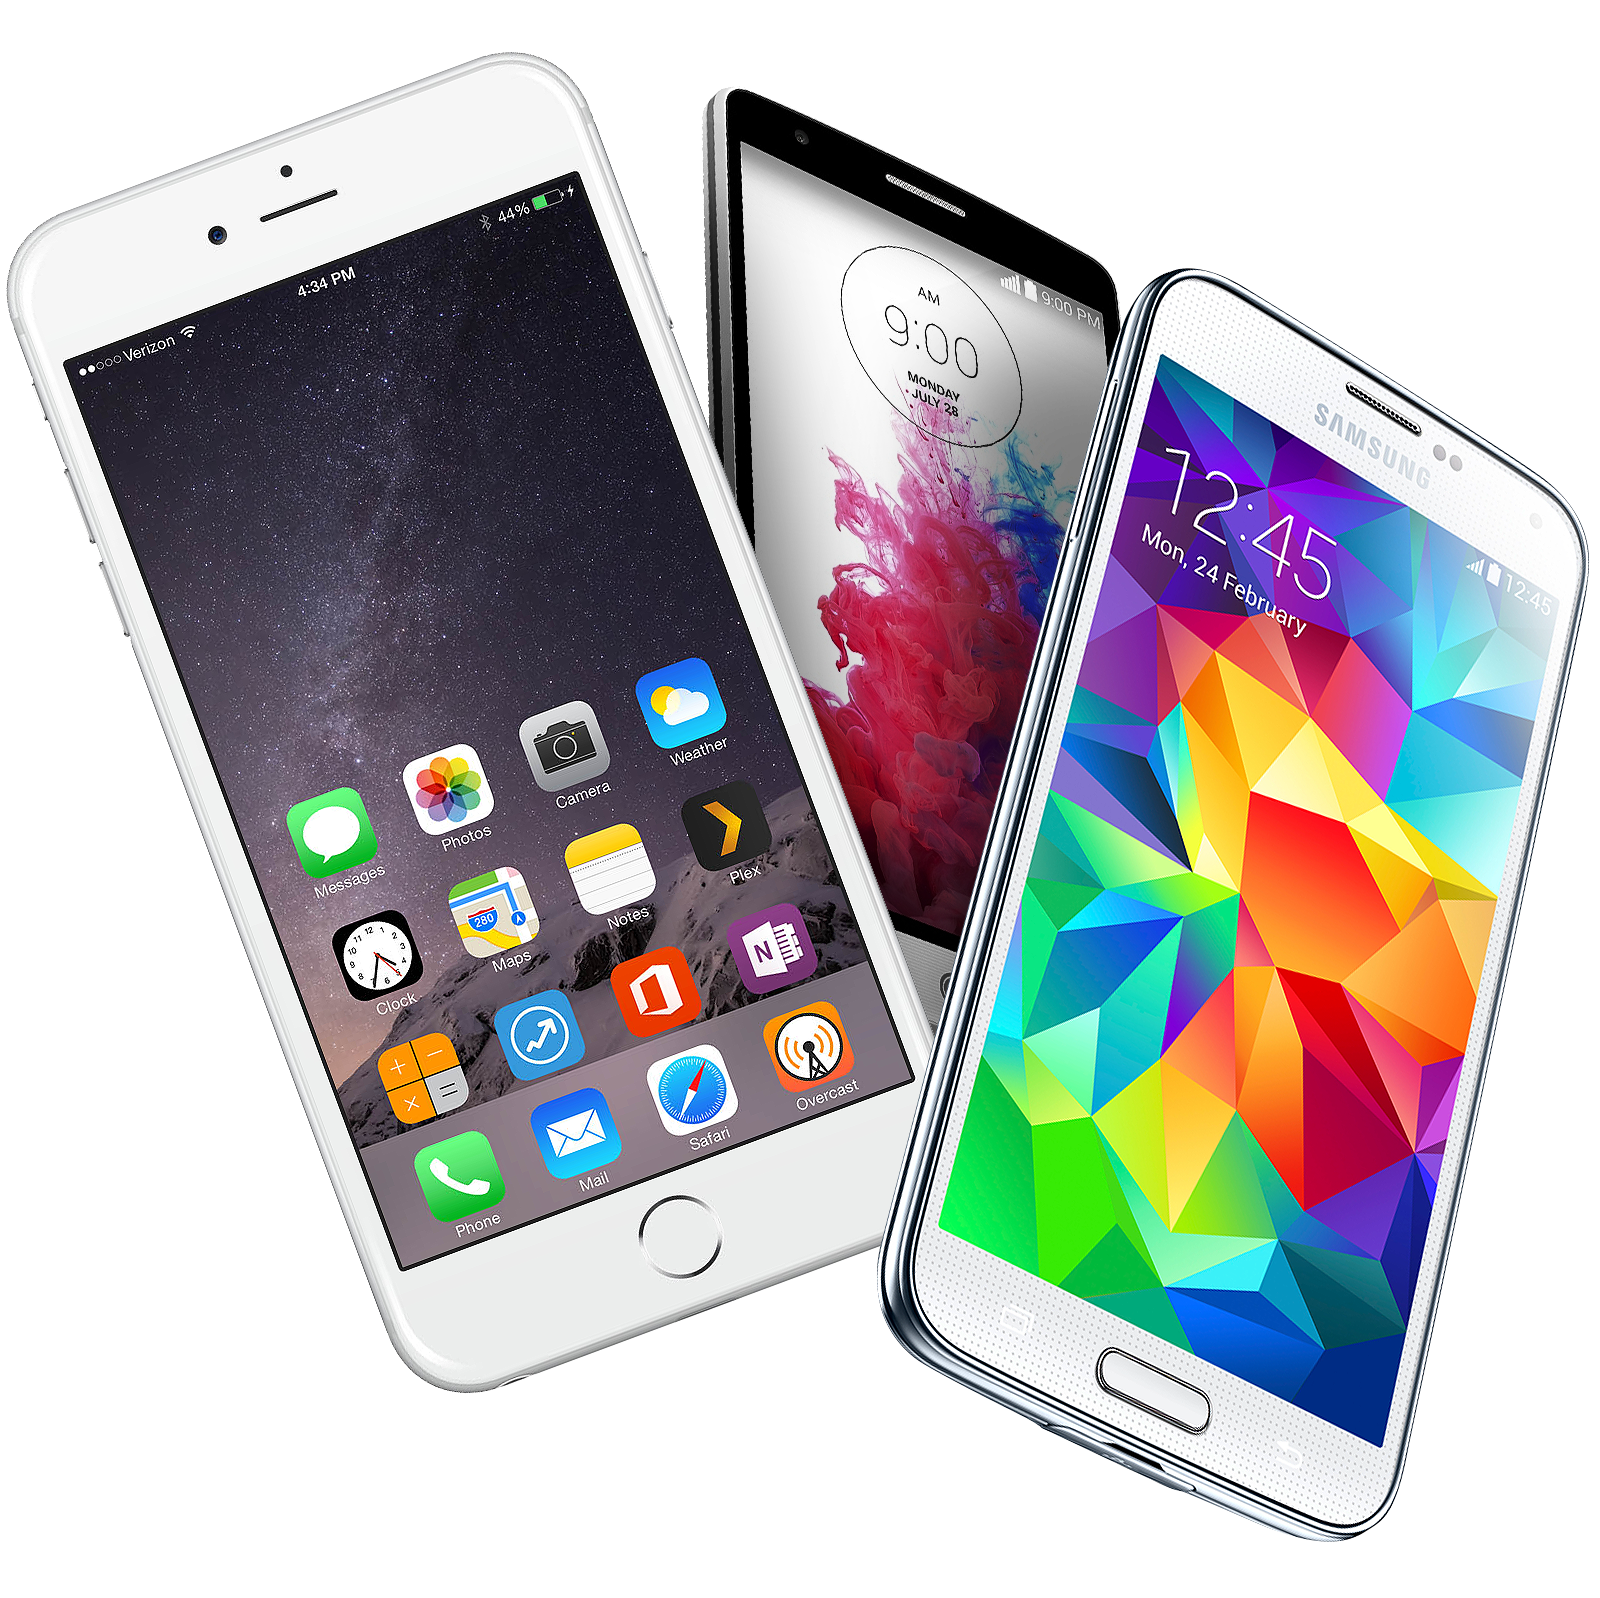 44%
4:34 PM
Verizon
Weather
Camera
Photos
Messages
Plex
Notes
280
Maps
Clock
N
Overcast
Safari
Mail
Phone
9:00 PM
AM
9:00
MONDAY
JULY 28
SAMSUNG
12:45
12:45
Mon, 24 February